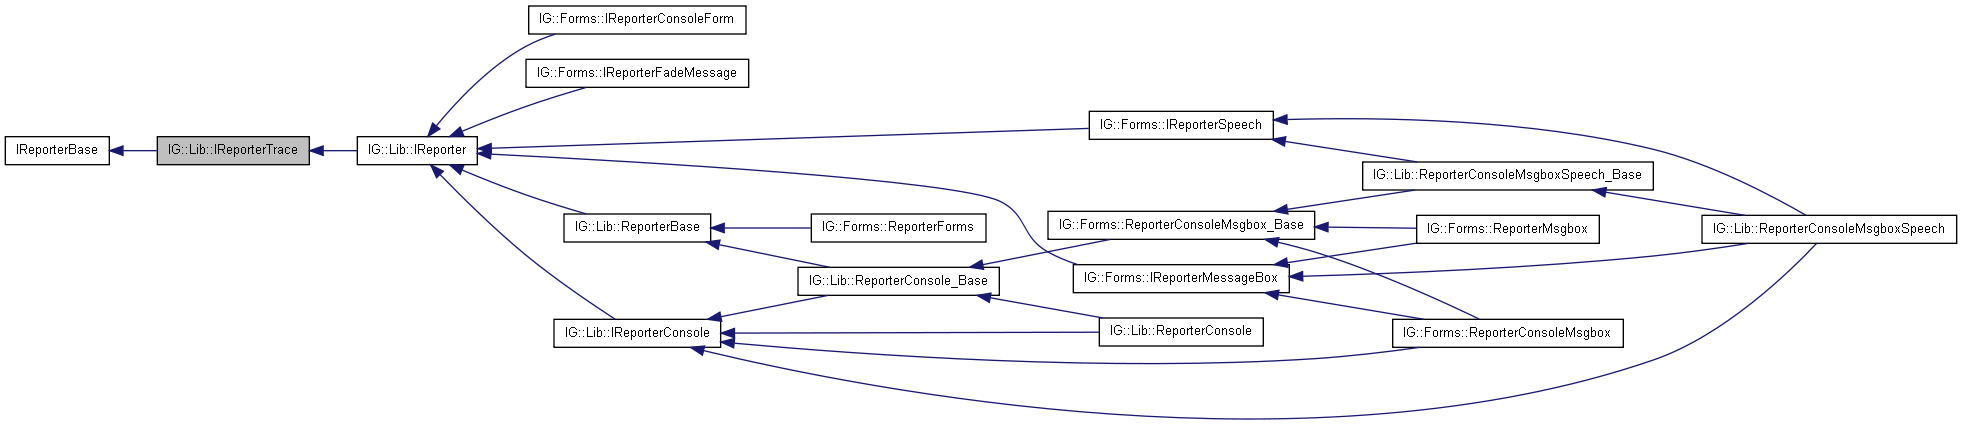 IG::Forms::IReporterConsoleForm
IG::Forms::IReporterFadeMessage
IG::Forms::IReporterSpeech
IReporterBase
IG::Lib::IReporterTrace
IG::Lib::IReporter
IG::Lib::ReporterConsoleMsgboxSpeech_Base
IG::Lib::ReporterBase
IG::Forms::ReporterForms
IG::Forms::ReporterConsoleMsgbox_Base
IG::Forms::ReporterMsgbox
IG::Lib::ReporterConsoleMsgboxSpeech
IG::Lib::ReporterConsole_Base
IG::Forms::IReporterMessageBox
IG::Lib::IReporterConsole
IG::Lib::ReporterConsole
IG::Forms::ReporterConsoleMsgbox